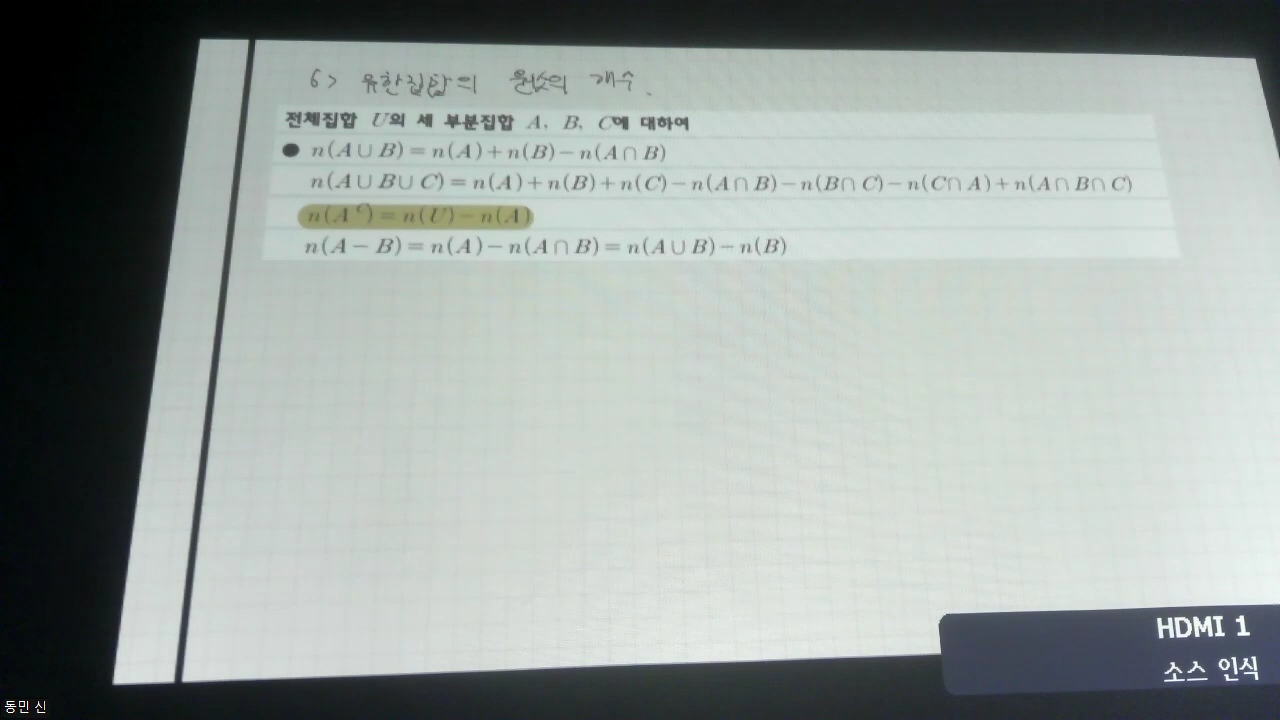 6> 유한집합의 원소의 개수.
전체집합 U의 세 부분집합 A, B, C에 대하여
● n(A∪B)=n(A)+n(B)−n(A∩B)
n(A∪B∪C)=n(A)+n(B)+n(C)−n(A∩B)−n(B∩C)−n(C∩A)+n(A∩B∩C)
n(Aᶜ)=n(U)−n(A)
n(A−B)=n(A)−n(A∩B)=n(A∪B)−n(B)
HDMI 1
소스 인식
동민 신